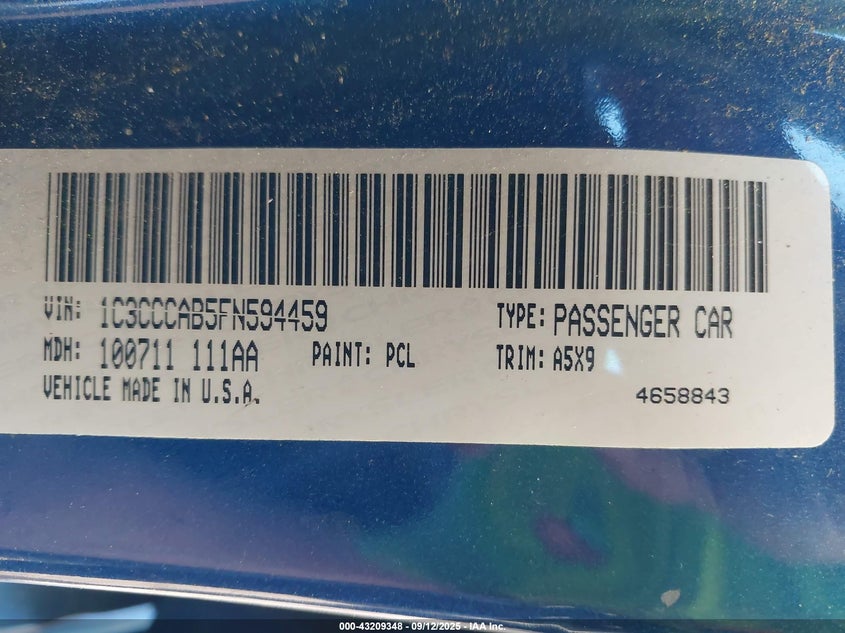 VIN: 1C3CCCAB5FN594459 TYPE: PASSENGER CAR
MDH: 100711 111AA PAINT: PCL TRIM: A5X9
VEHICLE MADE IN U.S.A. 4658843
000-43209348 - 09/12/2025 - IAA Inc.